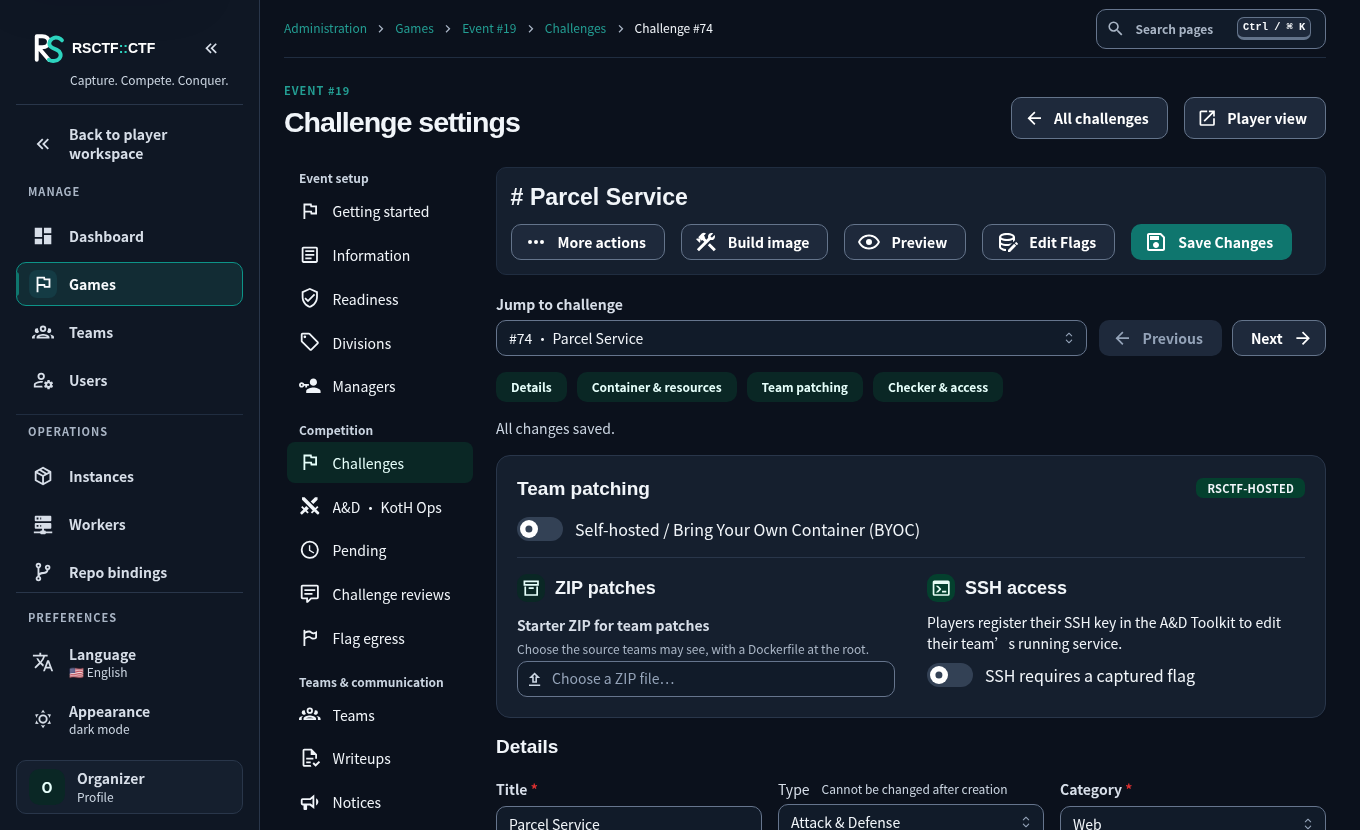 RSCTF::CTF
Capture. Compete. Conquer.
Back to player
workspace
MANAGE
Dashboard
Games
Teams
Users
OPERATIONS
Instances
Workers
Repo bindings
PREFERENCES
Language
🇺🇸 English
Appearance
dark mode
O
Organizer
Profile
Administration > Games > Event #19 > Challenges > Challenge #74
Search pages
Ctrl / ⌘ K
EVENT #19
Challenge settings
All challenges
Player view
Event setup
Getting started
Information
Readiness
Divisions
Managers
Competition
Challenges
A&D • KotH Ops
Pending
Challenge reviews
Flag egress
Teams & communication
Teams
Writeups
Notices
# Parcel Service
More actions
Build image
Preview
Edit Flags
Save Changes
Jump to challenge
#74 • Parcel Service
Previous
Next
Details
Container & resources
Team patching
Checker & access
All changes saved.
Team patching
RSCTF-HOSTED
Self-hosted / Bring Your Own Container (BYOC)
ZIP patches
Starter ZIP for team patches
Choose the source teams may see, with a Dockerfile at the root.
Choose a ZIP file…
SSH access
Players register their SSH key in the A&D Toolkit to edit
their team’s running service.
SSH requires a captured flag
Details
Title *
Parcel Service
Type Cannot be changed after creation
Attack & Defense
Category *
Web